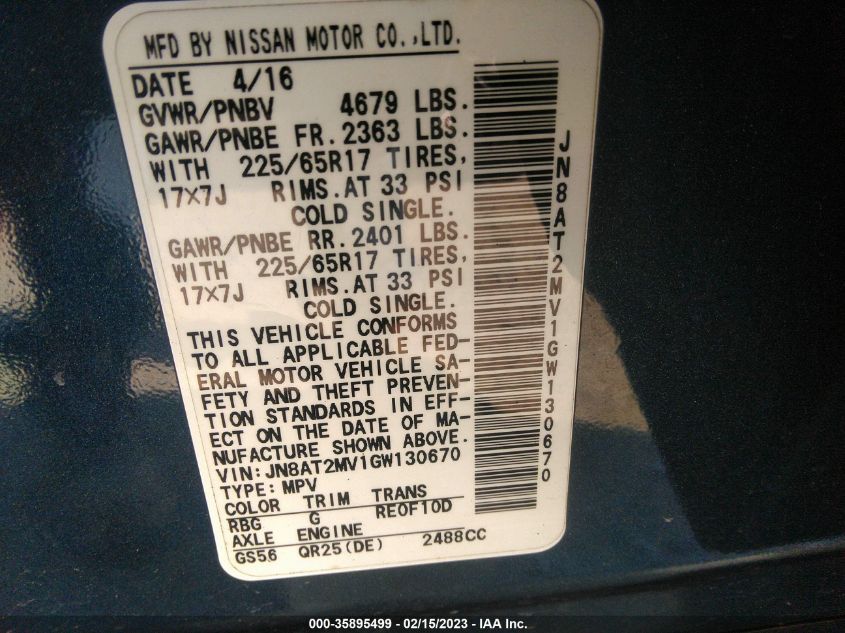 MFD BY NISSAN MOTOR CO.,LTD.
DATE 4/16
GVWR/PNBV 4679 LBS.
GAWR/PNBE FR. 2363 LBS.
WITH 225/65R17 TIRES,
17X7J RIMS. AT 33 PSI
COLD SINGLE.
GAWR/PNBE RR. 2401 LBS.
WITH 225/65R17 TIRES,
17X7J RIMS. AT 33 PSI
COLD SINGLE.
THIS VEHICLE CONFORMS
TO ALL APPLICABLE FED-
ERAL MOTOR VEHICLE SA-
FETY AND THEFT PREVEN-
TION STANDARDS IN EFF-
ECT ON THE DATE OF MA-
NUFACTURE SHOWN ABOVE.
VIN:JN8AT2MV1GW130670
TYPE: MPV
COLOR TRIM TRANS
RBG G RE0F10D
AXLE ENGINE
GS56 QR25(DE) 2488CC
JN8AT2MV1GW130670
000-35895499 - 02/15/2023 - IAA Inc.